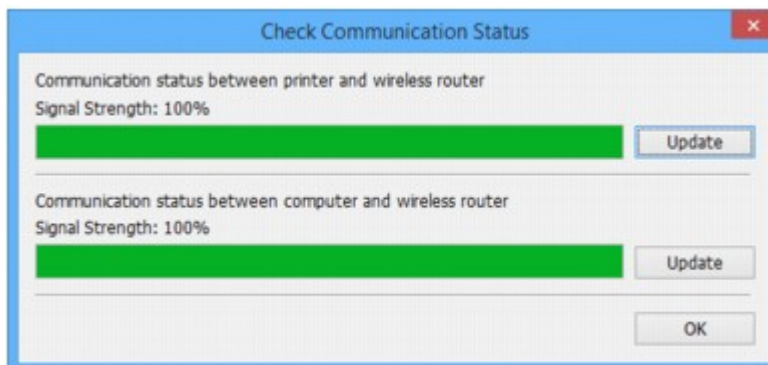 Check Communication Status
Communication status between printer and wireless router
Signal Strength: 100%
Update
Communication status between computer and wireless router
Signal Strength: 100%
Update
OK